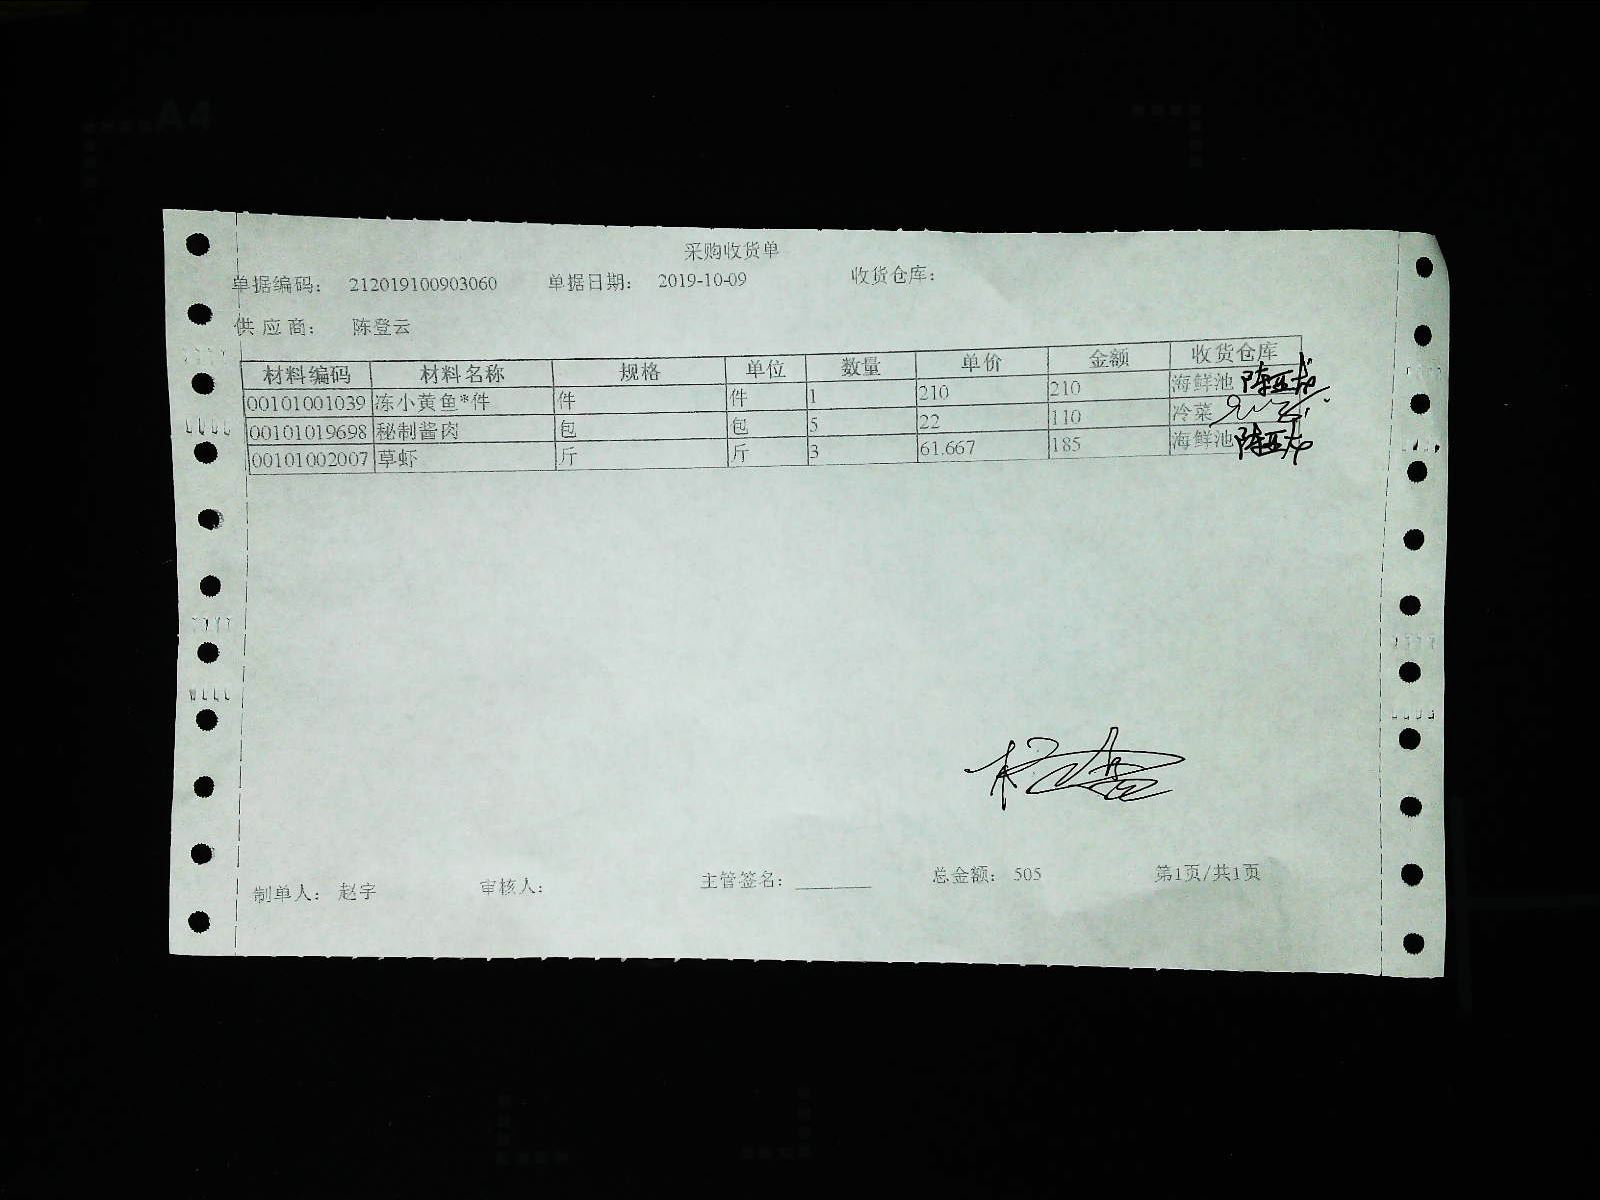 采购收货单
单据编码: 212019100903060 单据日期: 2019-10-09 收货仓库:
供应商: 陈登云
材料编码 材料名称 规格 单位 数量 单价 金额 收货仓库
00101001039 冻小黄鱼*件 件 件 1 210 210 海鲜池
00101019698 秘制酱肉 包 包 5 22 110 冷菜
00101002007 草虾 斤 斤 3 61.667 185 海鲜池
制单人: 赵宇 审核人: 主管签名: ________ 总金额: 505 第1页/共1页